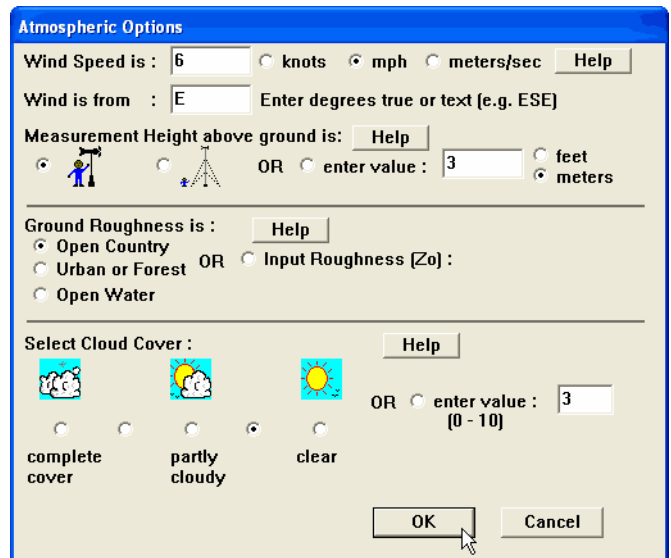 Atmospheric Options
Wind Speed is : 6 knots mph meters/sec Help
Wind is from : E Enter degrees true or text (e.g. ESE)
Measurement Height above ground is: Help
OR enter value : 3 feet
meters
Ground Roughness is : Help
Open Country
Urban or Forest OR Input Roughness (Zo) :
Open Water
Select Cloud Cover : Help
OR enter value : 3
(0 - 10)
complete cover
partly cloudy
clear
OK Cancel